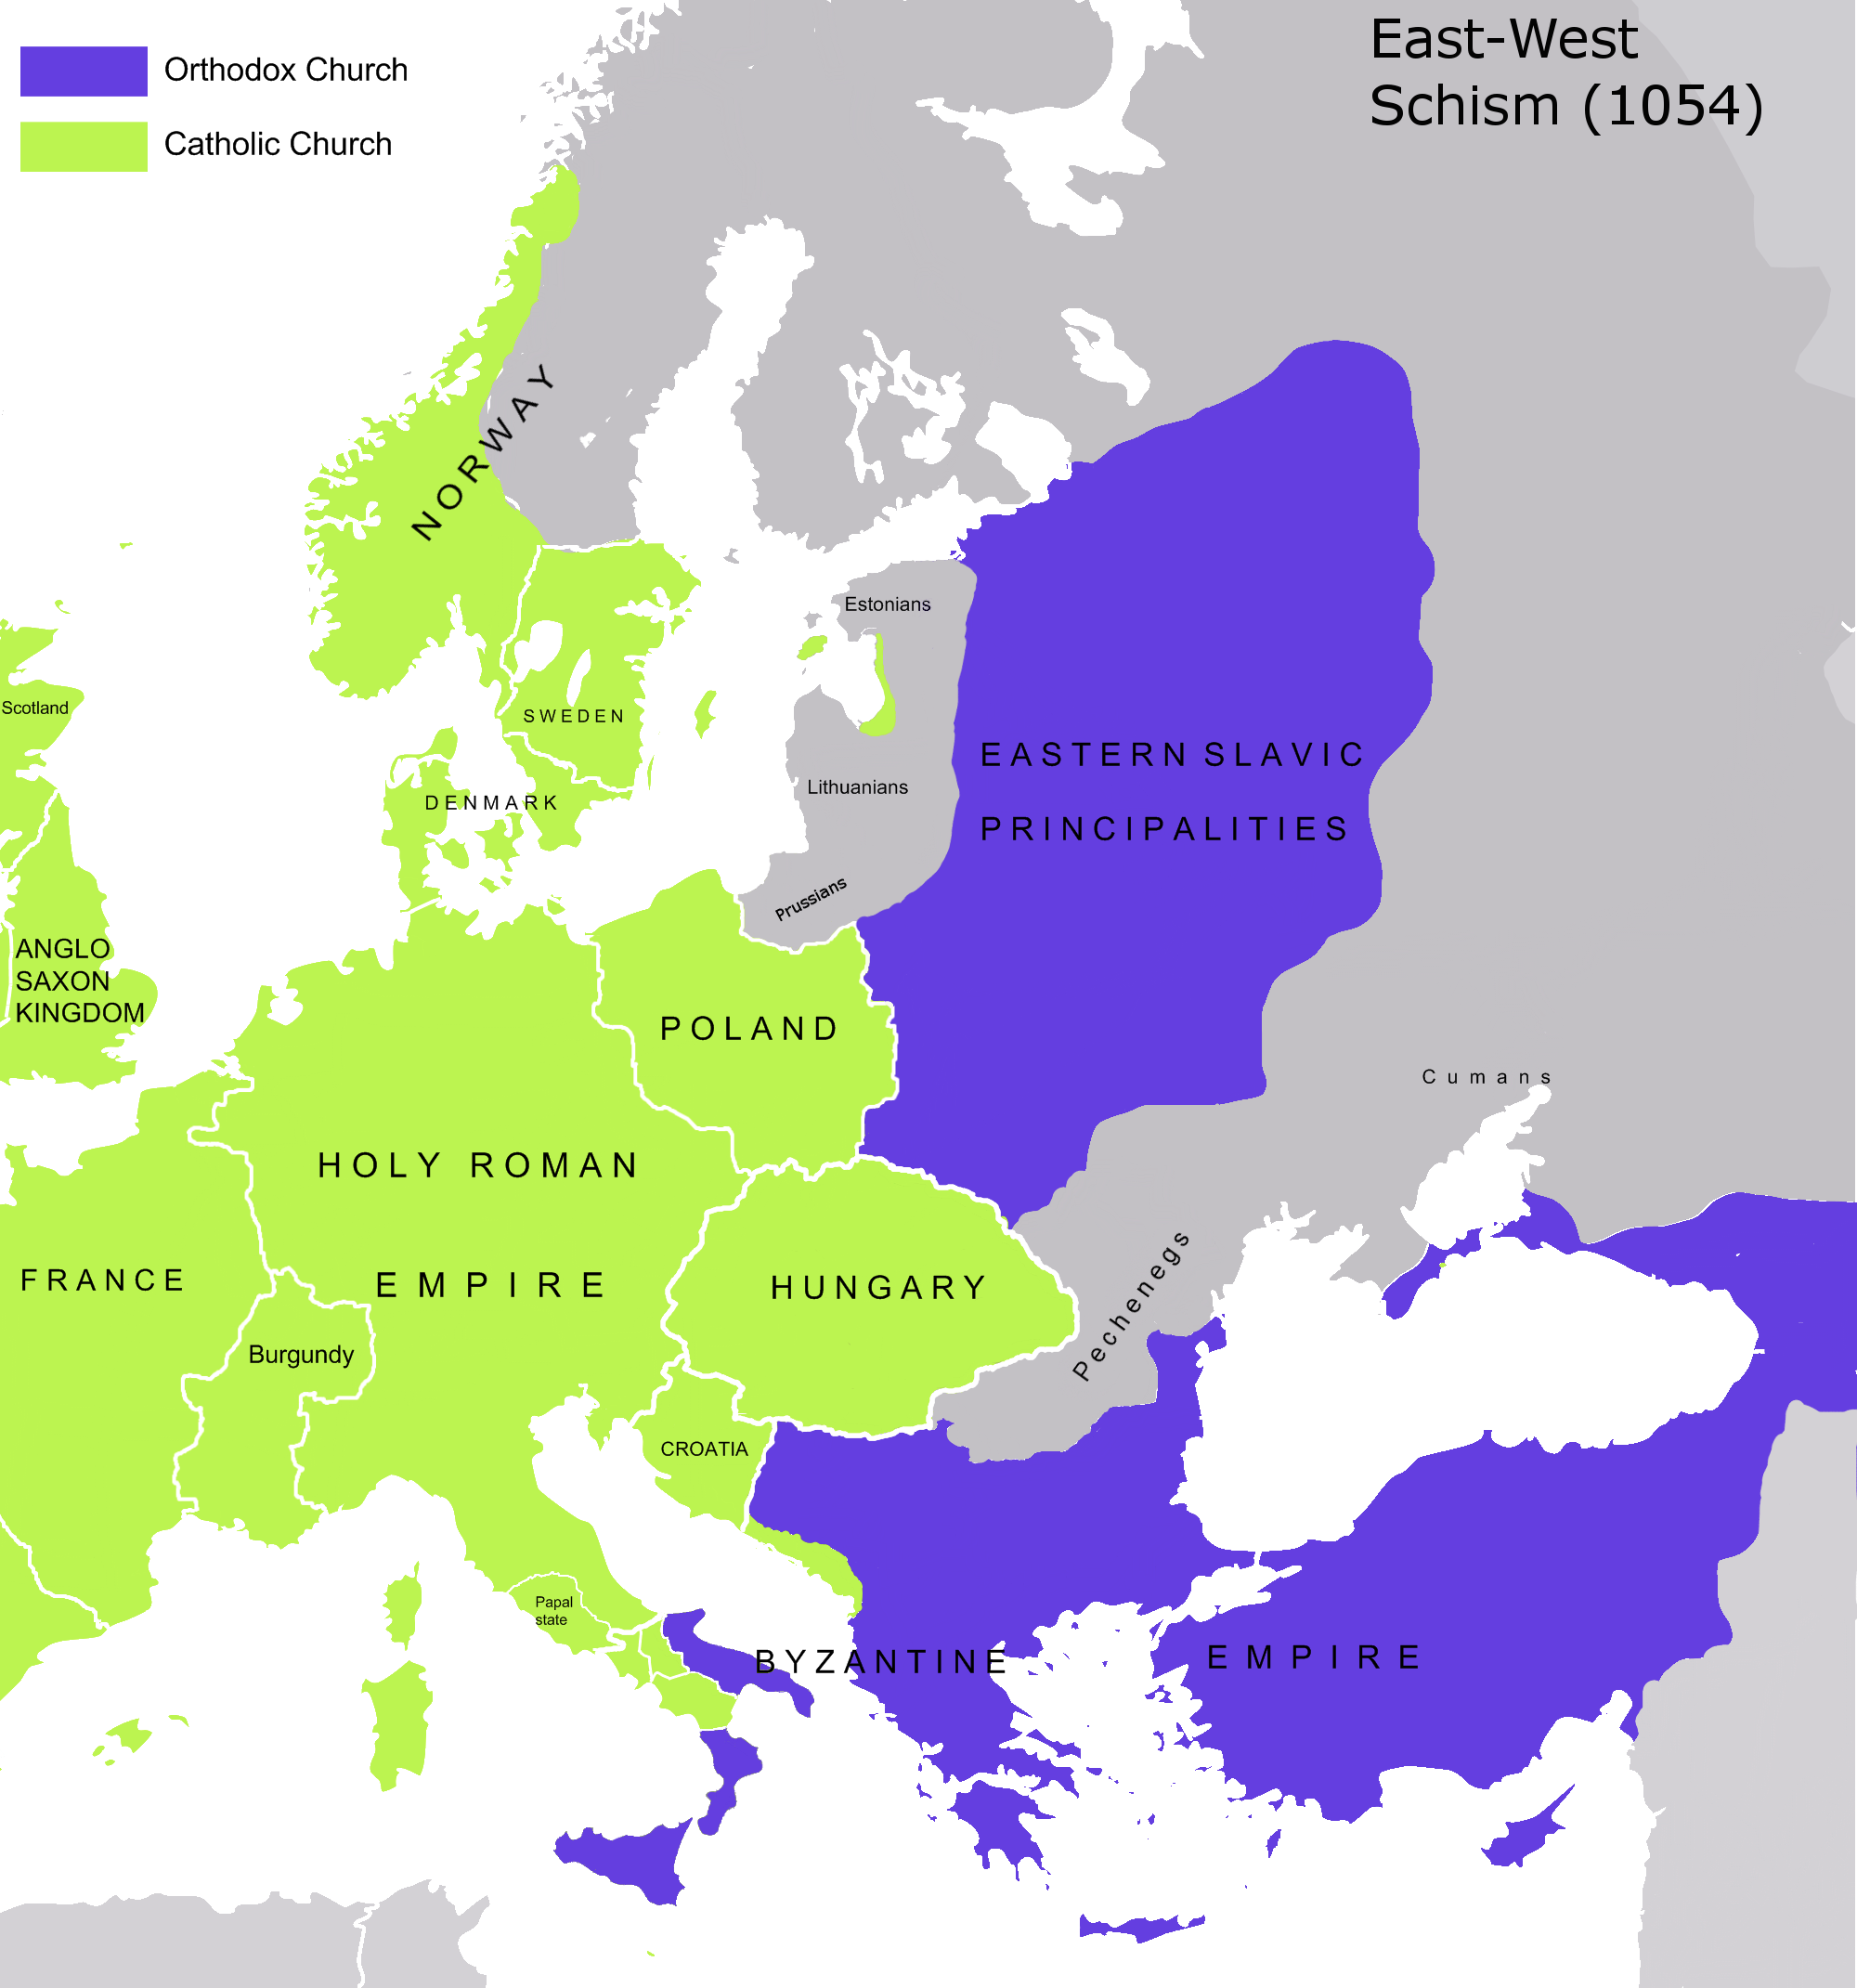 East-West
Schism (1054)
Orthodox Church
Catholic Church
NORWAY
Estonians
Scotland
SWEDEN
EASTERN SLAVIC
Lithuanians
DENMARK
PRINCIPALITIES
Prussians
ANGLO
SAXON
KINGDOM
POLAND
Cumans
HOLY ROMAN
EMPIRE
FRANCE
HUNGARY
Pechenegs
Burgundy
CROATIA
Papal
state
BYZANTINE EMPIRE